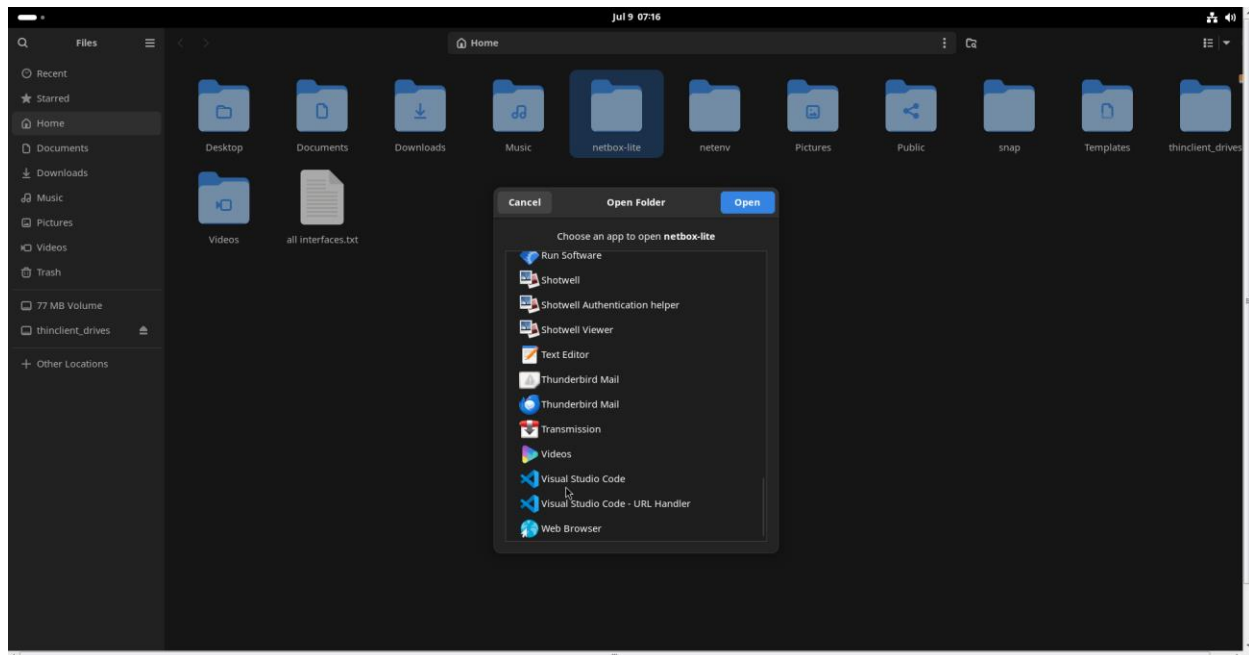 Jul 9 07:16
Files
Home
Recent
Starred
Home
Documents
Downloads
Music
Pictures
Videos
Trash
77 MB Volume
thinclient_drives
+ Other Locations
Desktop
Documents
Downloads
Music
netbox-lite
netenv
Pictures
Public
snap
Templates
thinclient_drives
Videos
all interfaces.txt
Cancel
Open Folder
Open
Choose an app to open netbox-lite
Run Software
Shotwell
Shotwell Authentication helper
Shotwell Viewer
Text Editor
Thunderbird Mail
Thunderbird Mail
Transmission
Videos
Visual Studio Code
Visual Studio Code - URL Handler
Web Browser